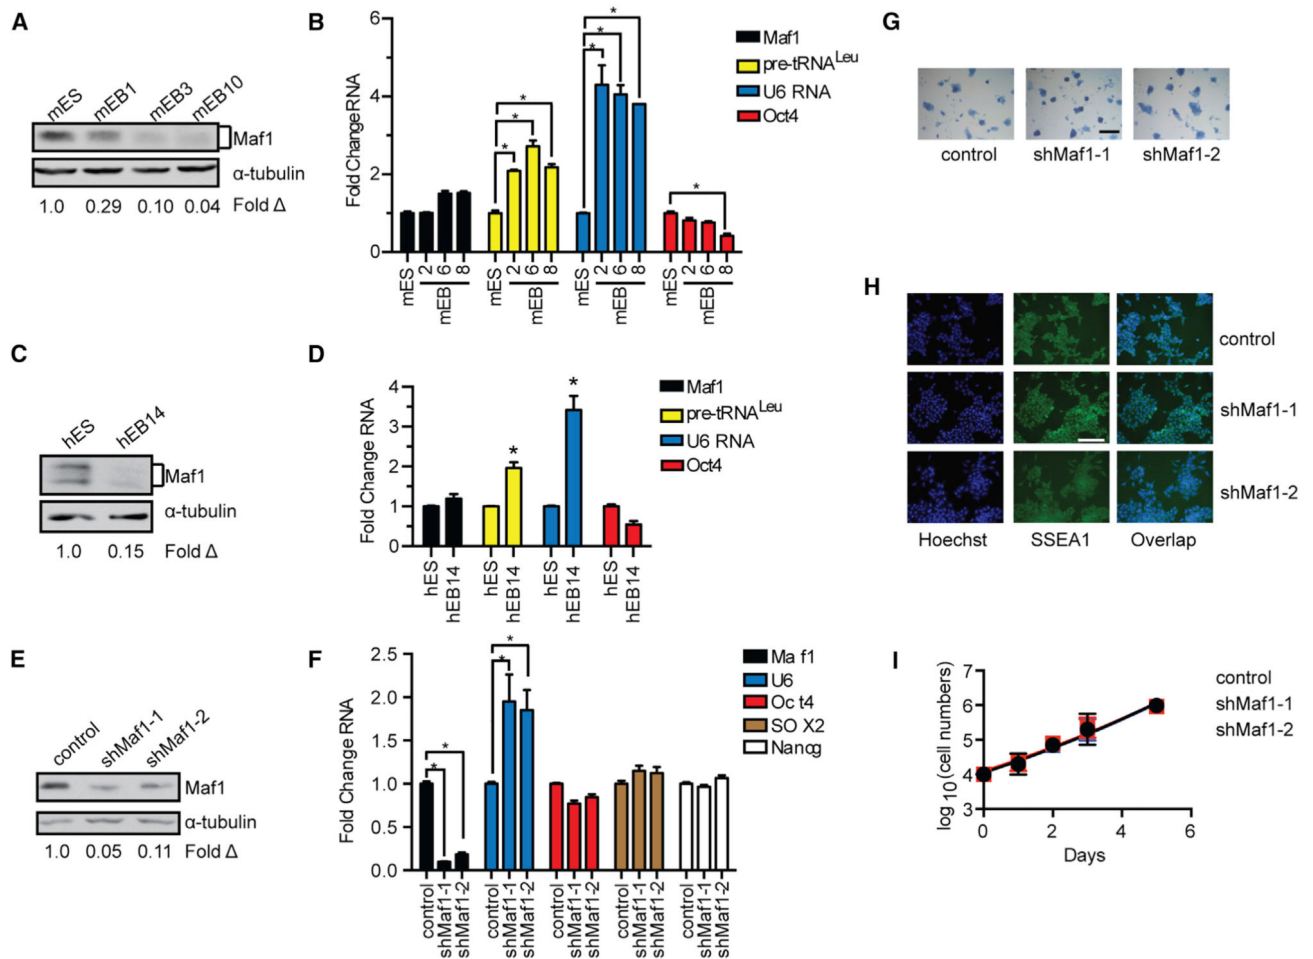 A
mES mEB1 mEB3 mEB10
Maf1
α-tubulin
1.0 0.29 0.10 0.04 Fold Δ
B
Fold Change RNA
6
4
2
0
* * * * * * *
mES 2 6 8 mES 2 6 8 mES 2 6 8 mES 2 6 8
mEB mEB mEB mEB
Maf1
pre-tRNA^Leu
U6 RNA
Oct4
C
hES hEB14
Maf1
α-tubulin
1.0 0.15 Fold Δ
D
Fold Change RNA
4
3
2
1
0
* *
hES hEB14 hES hEB14 hES hEB14 hES hEB14
Maf1
pre-tRNA^Leu
U6 RNA
Oct4
E
control shMaf1-1 shMaf1-2
Maf1
α-tubulin
1.0 0.05 0.11 Fold Δ
F
Fold Change RNA
2.5
2.0
1.5
1.0
0.5
0.0
* * * *
control shMaf1-1 shMaf1-2 control shMaf1-1 shMaf1-2 control shMaf1-1 shMaf1-2 control shMaf1-1 shMaf1-2 control shMaf1-1 shMaf1-2
Ma f1
U6
Oc t4
SO X2
Nanog
G
control shMaf1-1 shMaf1-2
H
control
shMaf1-1
shMaf1-2
Hoechst SSEA1 Overlap
I
log 10 (cell numbers)
7
6
5
4
3
0 2 4 6
Days
control
shMaf1-1
shMaf1-2